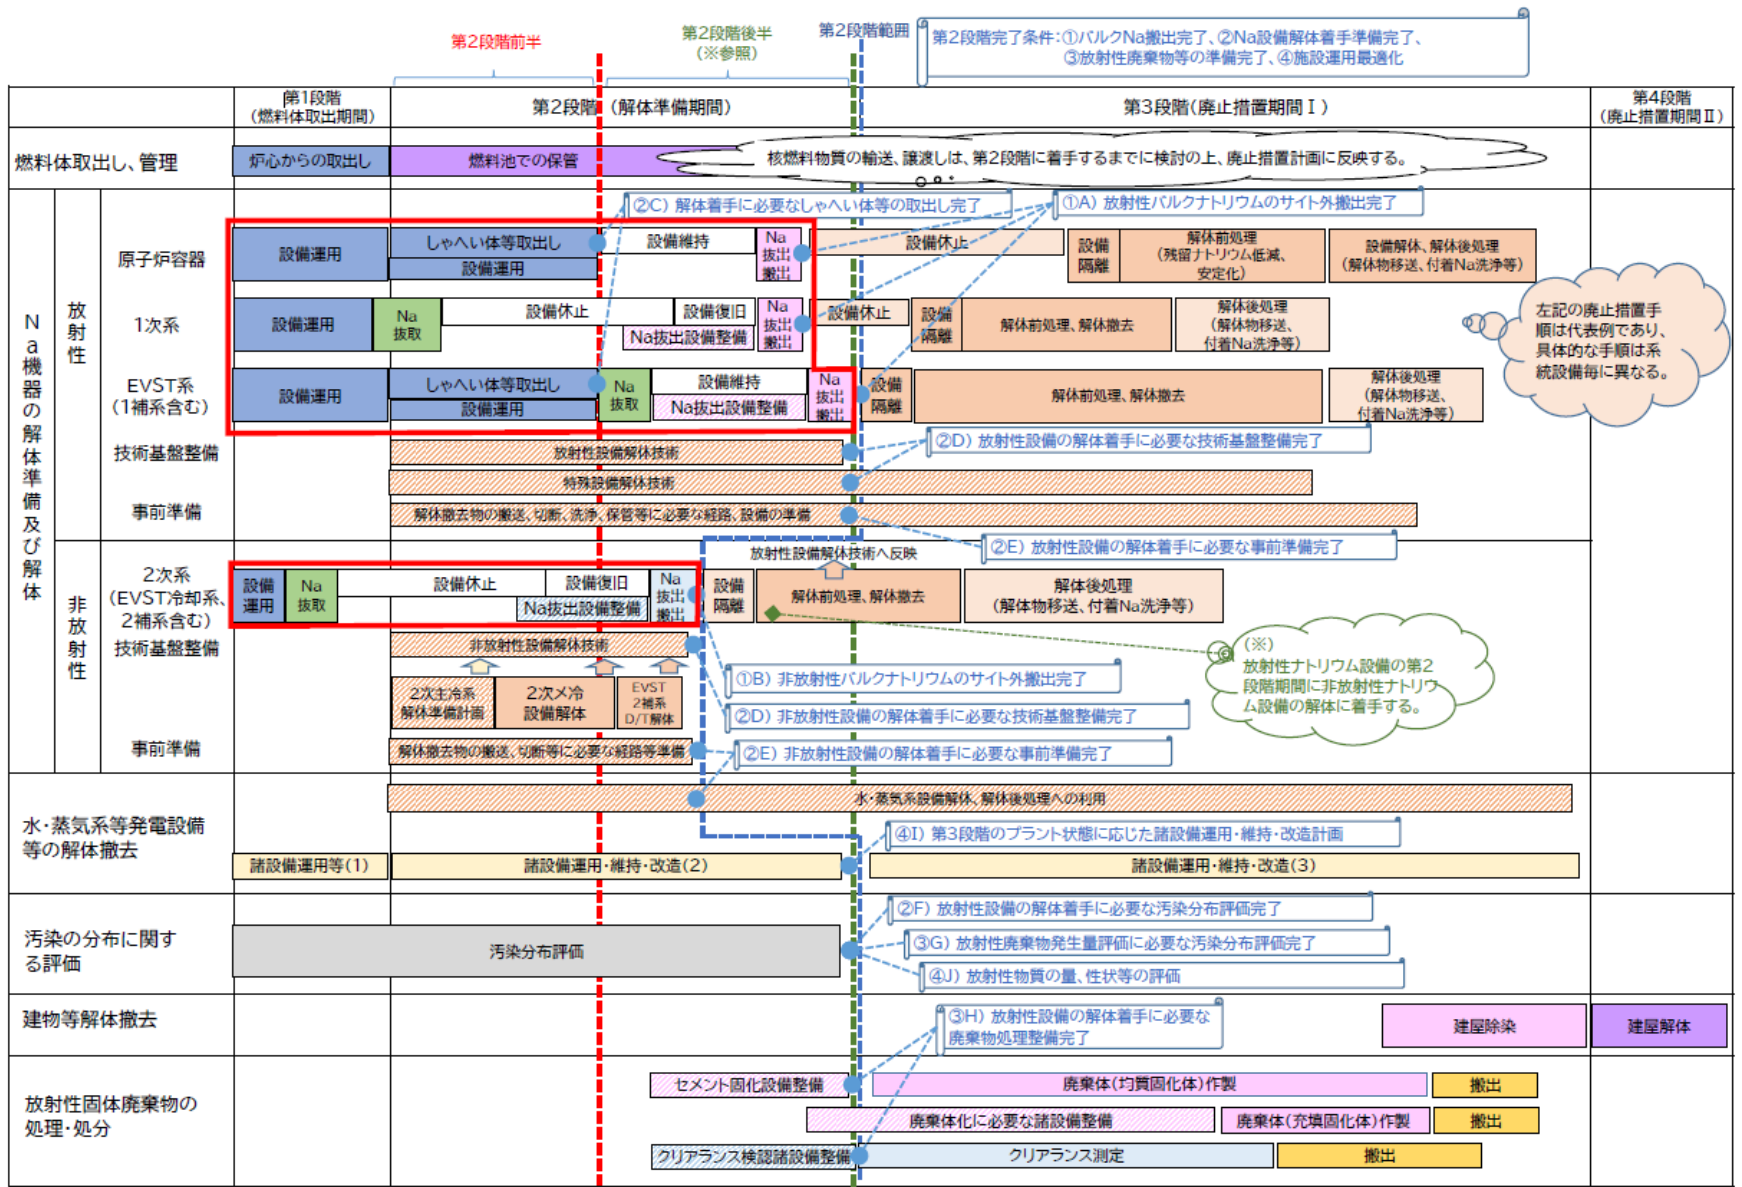 第2段階前半
第2段階後半
(※参照)
第2段階範囲
第2段階完了条件:①バルクNa搬出完了、②Na設備解体着手準備完了、
③放射性廃棄物等の準備完了、④施設運用最適化
第1段階
(燃料体取出期間)
第2段階 (解体準備期間)
第3段階(廃止措置期間Ⅰ)
第4段階
(廃止措置期間Ⅱ)
燃料体取出し、管理
炉心からの取出し
燃料池での保管
核燃料物質の輸送、譲渡しは、第2段階に着手するまでに検討の上、廃止措置計画に反映する。
②C) 解体着手に必要なしゃへい体等の取出し完了
①A) 放射性バルクナトリウムのサイト外搬出完了
Na機器の解体準備及び解体
放射性
原子炉容器
設備運用
しゃへい体等取出し
設備運用
設備維持
Na
抜出
搬出
設備休止
設備
隔離
解体前処理
(残留ナトリウム低減、
安定化)
設備解体、解体後処理
(解体物移送、付着Na洗浄等)
1次系
設備運用
Na
抜取
設備休止
設備復旧
Na抜出設備整備
Na
抜出
搬出
設備休止
設備
隔離
解体前処理、解体撤去
解体後処理
(解体物移送、
付着Na洗浄等)
左記の廃止措置手
順は代表例であり、
具体的な手順は系
統設備毎に異なる。
EVST系
(1補系含む)
設備運用
しゃへい体等取出し
設備運用
Na
抜取
設備維持
Na抜出設備整備
Na
抜出
搬出
設備
隔離
解体前処理、解体撤去
解体後処理
(解体物移送、
付着Na洗浄等)
技術基盤整備
放射性設備解体技術
②D) 放射性設備の解体着手に必要な技術基盤整備完了
特殊設備解体技術
事前準備
解体撤去物の搬送、切断、洗浄、保管等に必要な経路、設備の準備
②E) 放射性設備の解体着手に必要な事前準備完了
非放射性
放射性設備解体技術へ反映
2次系
(EVST冷却系、
2補系含む)
設備
運用
Na
抜取
設備休止
設備復旧
Na抜出設備整備
Na
抜出
搬出
設備
隔離
解体前処理、解体撤去
解体後処理
(解体物移送、付着Na洗浄等)
技術基盤整備
非放射性設備解体技術
2次主冷系
解体準備計画
2次メ冷
設備解体
EVST
2補系
D/T解体
①B) 非放射性バルクナトリウムのサイト外搬出完了
②D) 非放射性設備の解体着手に必要な技術基盤整備完了
(※)
放射性ナトリウム設備の第2
段階期間に非放射性ナトリウ
ム設備の解体に着手する。
事前準備
解体撤去物の搬送、切断等に必要な経路等準備
②E) 非放射性設備の解体着手に必要な事前準備完了
水・蒸気系等発電設備
等の解体撤去
水・蒸気系設備解体、解体後処理への利用
④I) 第3段階のプラント状態に応じた諸設備運用・維持・改造計画
諸設備運用等(1)
諸設備運用・維持・改造(2)
諸設備運用・維持・改造(3)
汚染の分布に関す
る評価
汚染分布評価
②F) 放射性設備の解体着手に必要な汚染分布評価完了
③G) 放射性廃棄物発生量評価に必要な汚染分布評価完了
④J) 放射性物質の量、性状等の評価
建物等解体撤去
③H) 放射性設備の解体着手に必要な
廃棄物処理整備完了
建屋除染
建屋解体
放射性固体廃棄物の
処理・処分
セメント固化設備整備
廃棄体(均質固化体)作製
搬出
廃棄体化に必要な諸設備整備
廃棄体(充填固化体)作製
搬出
クリアランス検認諸設備整備
クリアランス測定
搬出